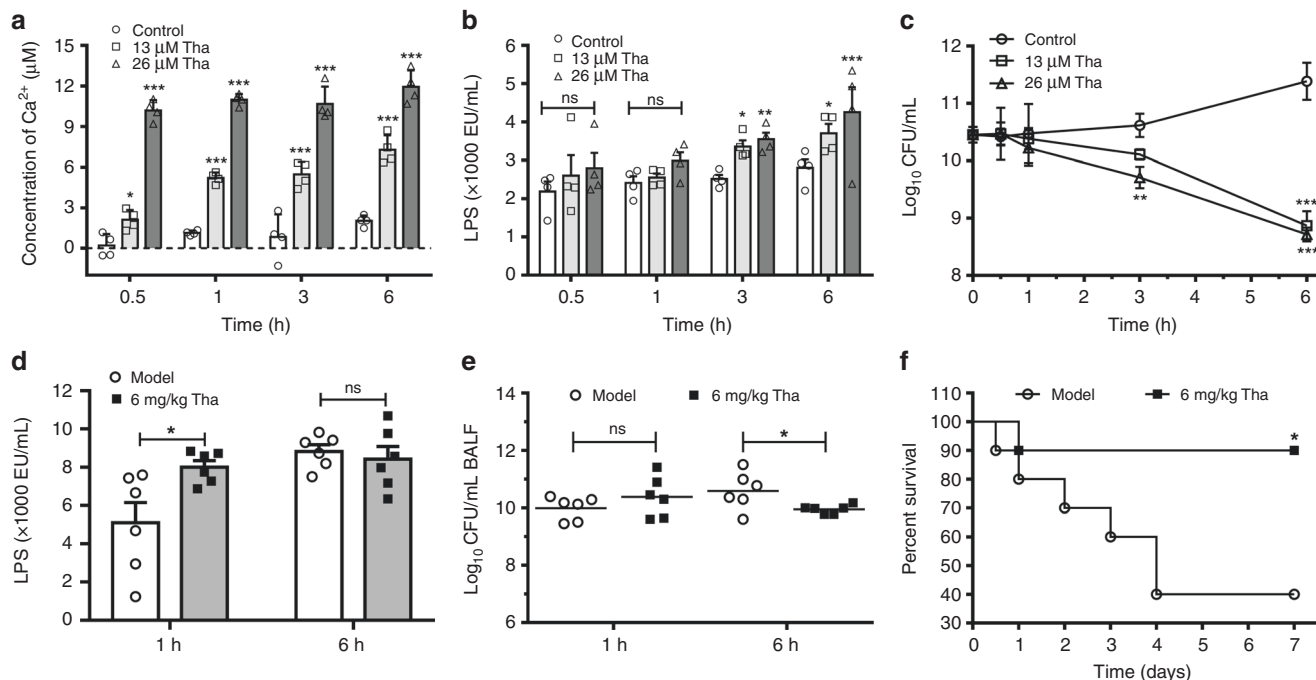 a
Control
13 μM Tha
26 μM Tha
Concentration of Ca2+ (μM)
15
12
9
6
3
0
* *** *** *** *** *** *** ***
0.5 1 3 6
Time (h)
b
Control
13 μM Tha
26 μM Tha
LPS (×1000 EU/mL)
6
5
4
3
2
1
0
ns ns * ** * ***
0.5 1 3 6
Time (h)
c
Control
13 μM Tha
26 μM Tha
Log10 CFU/mL
12
11
10
9
8
**
***
***
0 1 2 3 4 5 6
Time (h)
d
Model
6 mg/kg Tha
LPS (×1000 EU/mL)
12
10
8
6
4
2
0
* ns
1 h 6 h
e
Model 6 mg/kg Tha
Log10 CFU/mL BALF
14
12
10
8
6
ns *
1 h 6 h
f
Model 6 mg/kg Tha
Percent survival
110
100
90
80
70
60
50
40
30
*
0 1 2 3 4 5 6 7
Time (days)